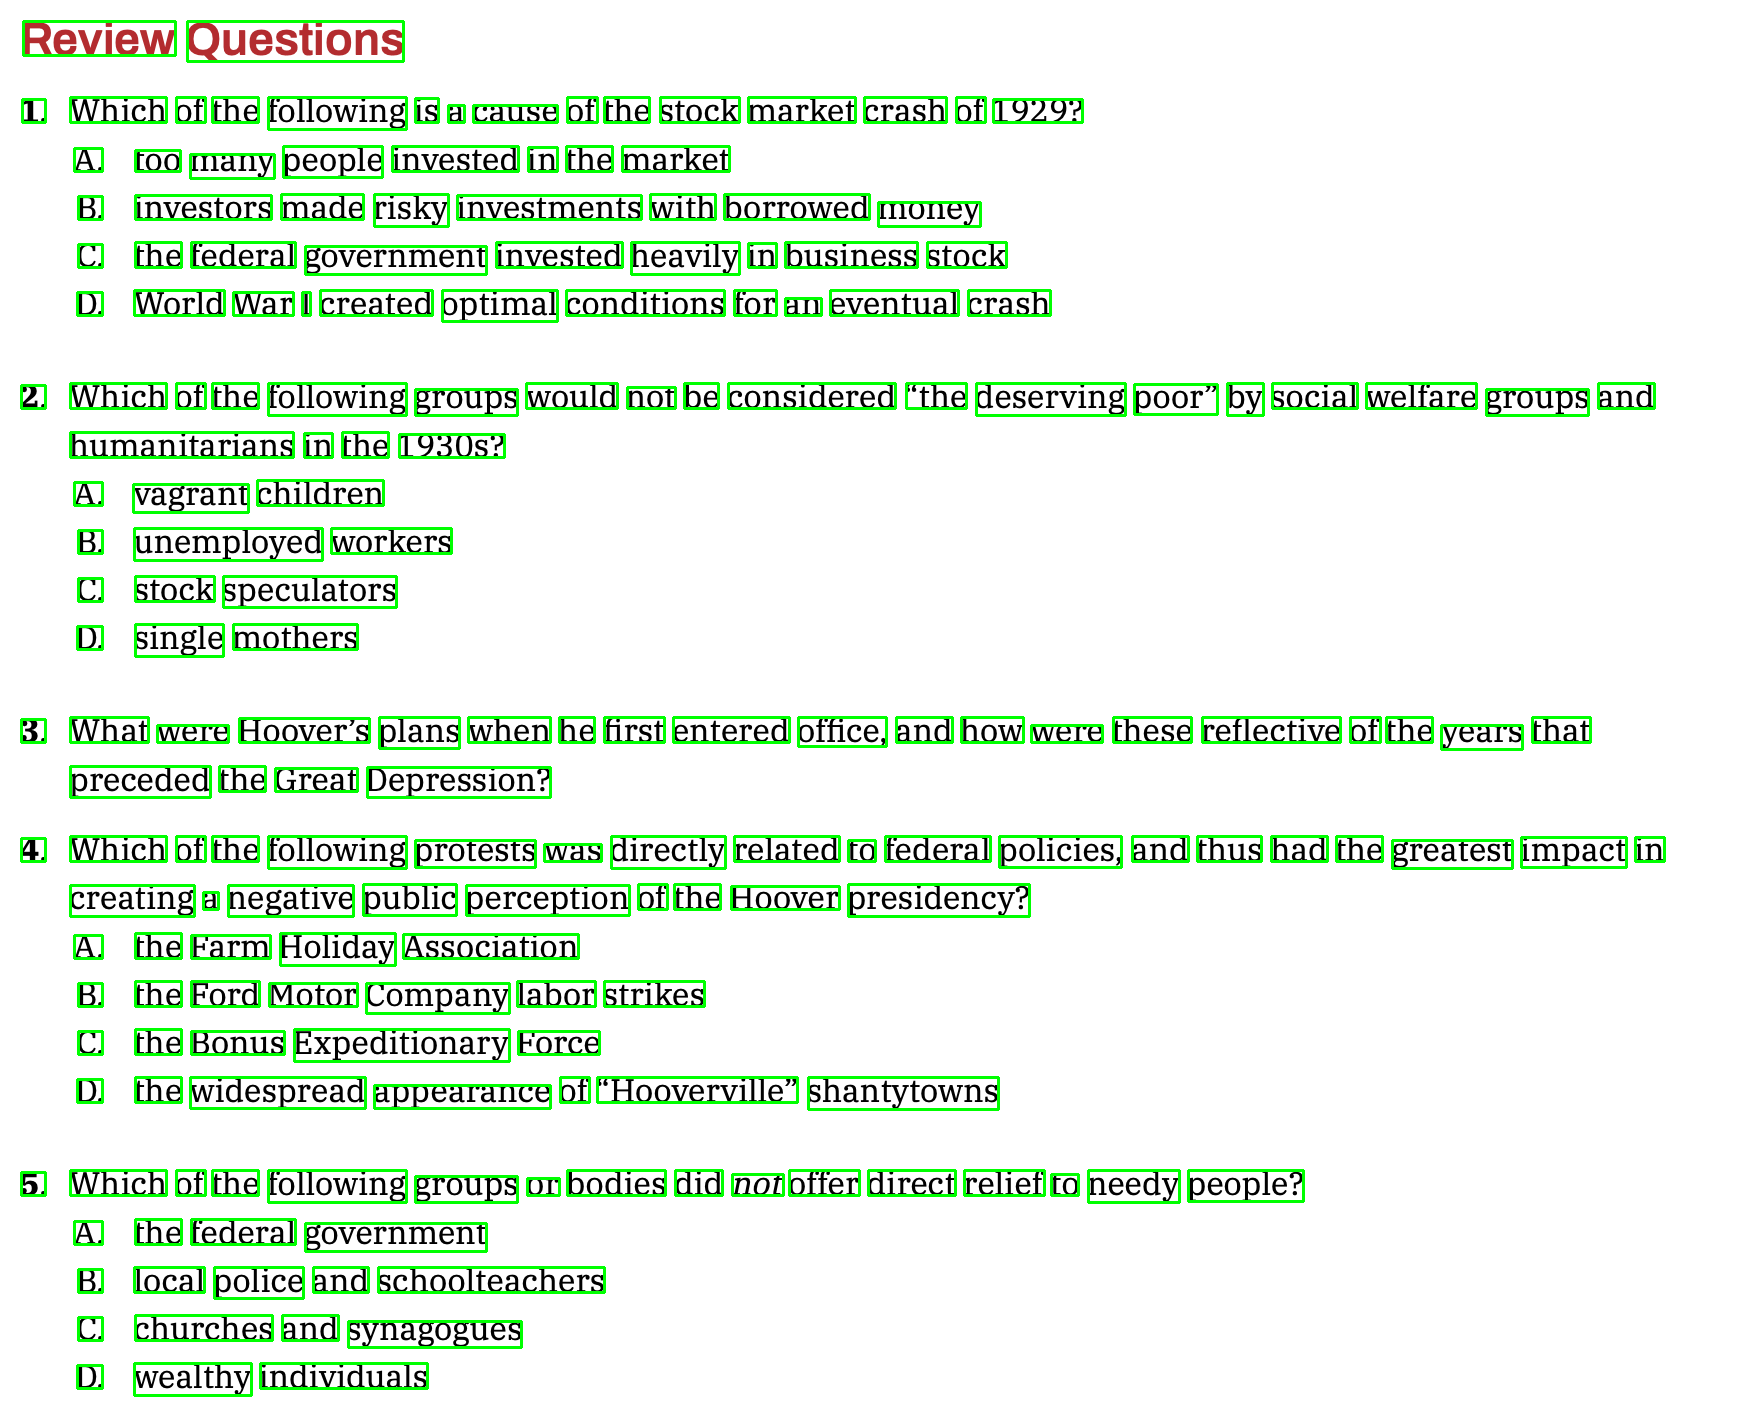 Review Questions
1. Which of the following is a cause of the stock market crash of 1929?
A. too many people invested in the market
B. investors made risky investments with borrowed money
C. the federal government invested heavily in business stock
D. World War I created optimal conditions for an eventual crash
2. Which of the following groups would not be considered “the deserving poor” by social welfare groups and
humanitarians in the 1930s?
A. vagrant children
B. unemployed workers
C. stock speculators
D. single mothers
3. What were Hoover’s plans when he first entered office, and how were these reflective of the years that
preceded the Great Depression?
4. Which of the following protests was directly related to federal policies, and thus had the greatest impact in
creating a negative public perception of the Hoover presidency?
A. the Farm Holiday Association
B. the Ford Motor Company labor strikes
C. the Bonus Expeditionary Force
D. the widespread appearance of “Hooverville” shantytowns
5. Which of the following groups or bodies did not offer direct relief to needy people?
A. the federal government
B. local police and schoolteachers
C. churches and synagogues
D. wealthy individuals